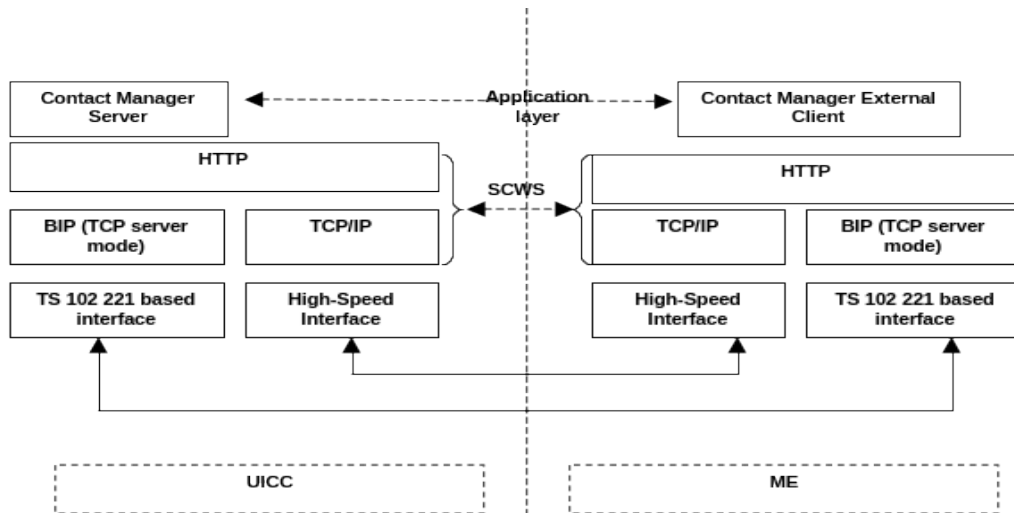 Contact Manager
Server
Application
layer
Contact Manager External
Client
HTTP
HTTP
SCWS
BIP (TCP server
mode)
TCP/IP
TCP/IP
BIP (TCP server
mode)
TS 102 221 based
interface
High-Speed
Interface
High-Speed
Interface
TS 102 221 based
interface
UICC
ME